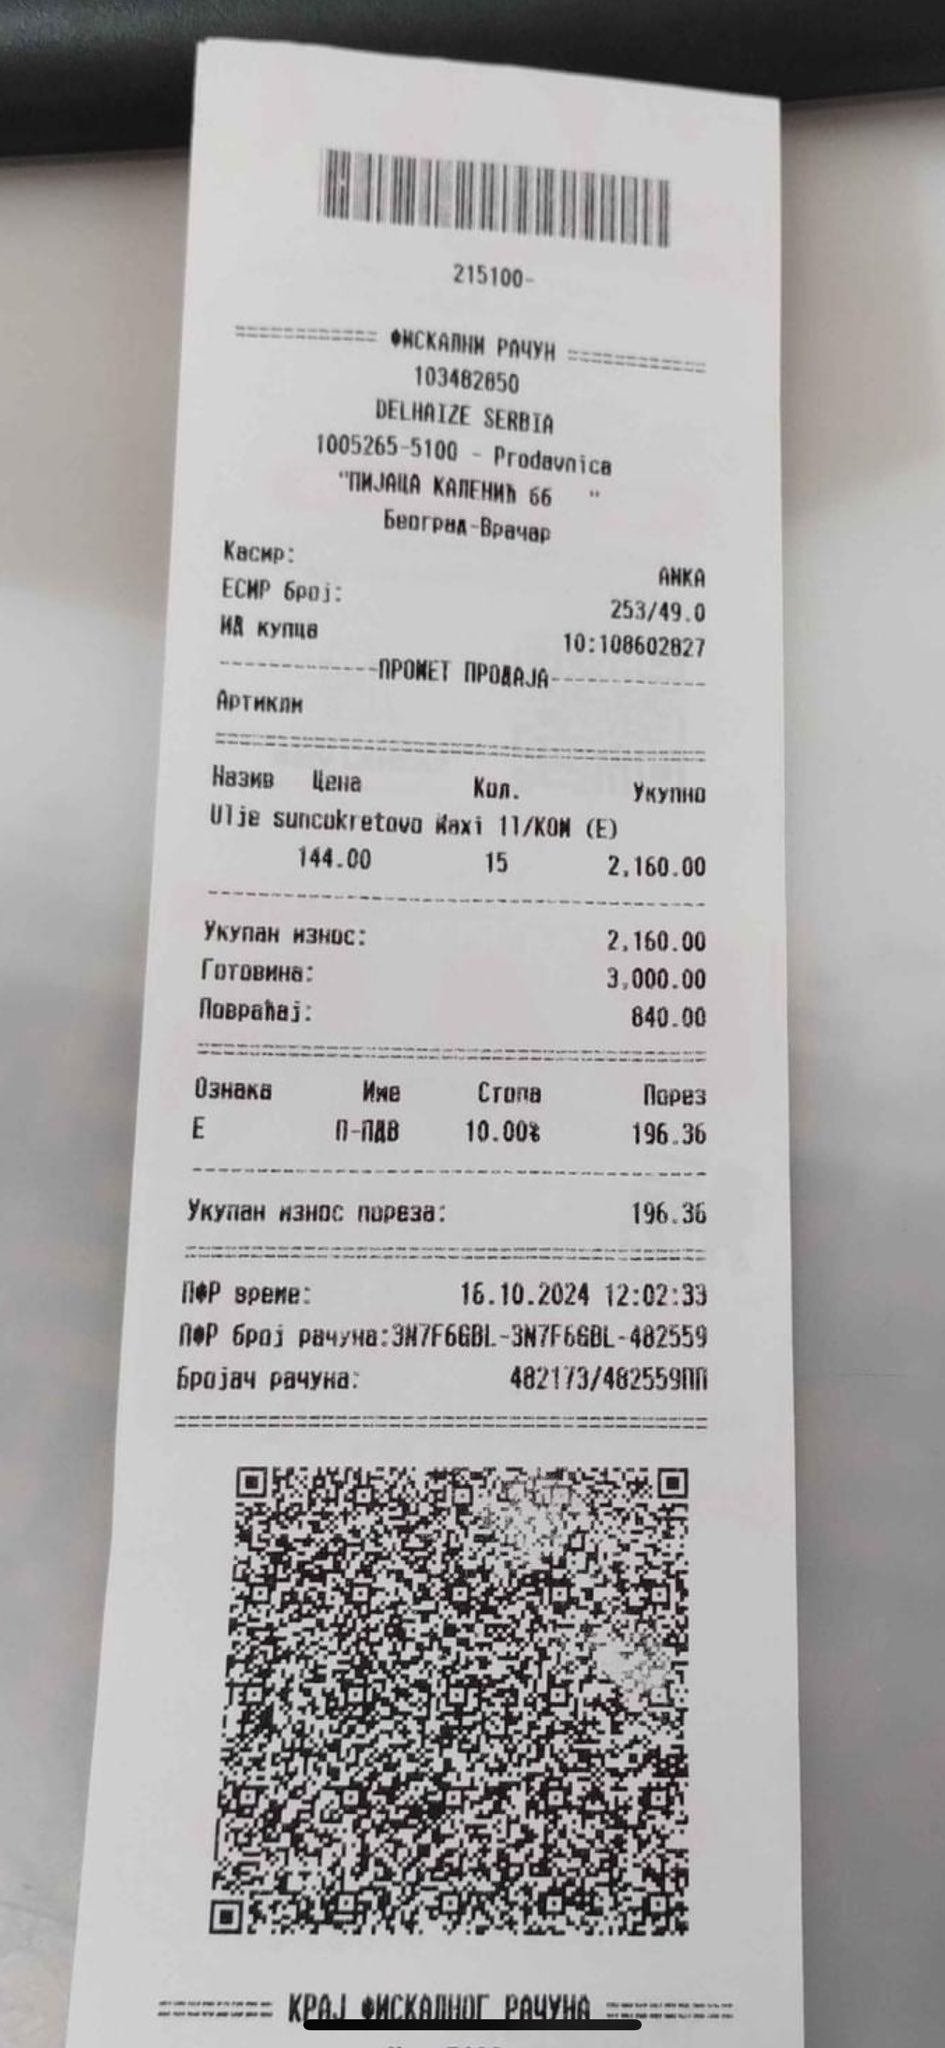 215100-
============ ФИСКАЛНИ РАЧУН ============
103482850
DELHAIZE SERBIA
1005265-5100 - Prodavnica
"ПИЈАЦА КАЛЕНИЋ 66   "
Београд-Врачар
Касир: АНКА
ЕСИР број: 253/49.0
ИД купца 10:108602827
-------------ПРОМЕТ ПРОДАЈА-------------
Артикли
========================================
Назив Цена Кол. Укупно
Ulje suncokretovo Maxi 1l/KOM (Е)
144.00 15 2,160.00
----------------------------------------
Укупан износ: 2,160.00
Готовина: 3,000.00
Повраћај: 840.00
========================================
Ознака Име Стопа Порез
Е П-ПДВ 10.00% 196.36
----------------------------------------
Укупан износ пореза: 196.36
========================================
ПФР време: 16.10.2024 12:02:33
ПФР број рачуна:3N7F6GBL-3N7F6GBL-482559
Бројач рачуна: 482173/482559ПП
========================================
======== КРАЈ ФИСКАЛНОГ РАЧУНА =========